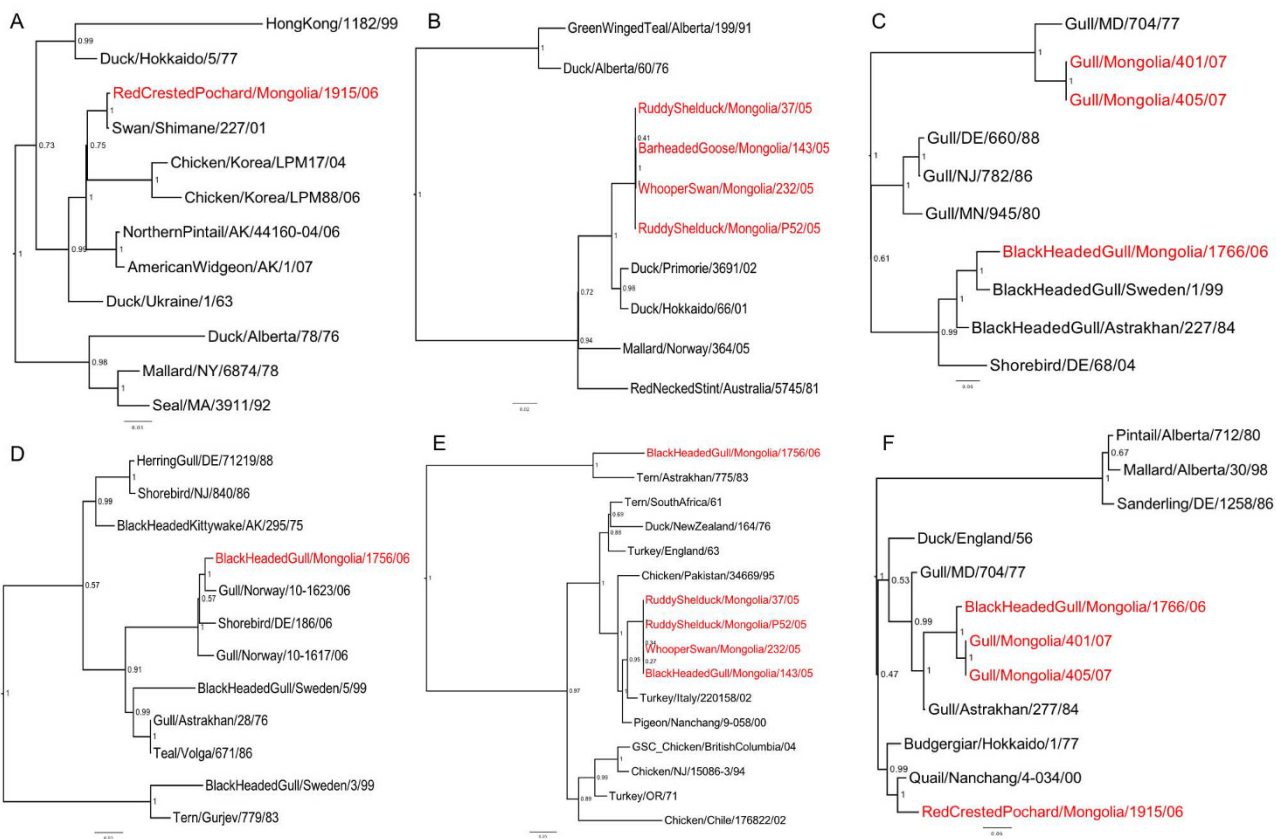 A
HongKong/1182/99
0.99
Duck/Hokkaido/5/77
RedCrestedPochard/Mongolia/1915/06
1
Swan/Shimane/227/01
0.73
0.75
Chicken/Korea/LPM17/04
1
Chicken/Korea/LPM88/06
1
NorthernPintail/AK/44160-04/06
1
0.99
1
AmericanWidgeon/AK/1/07
Duck/Ukraine/1/63
Duck/Alberta/78/76
0.98
Mallard/NY/6874/78
1
Seal/MA/3911/92
0.03
B
GreenWingedTeal/Alberta/199/91
1
Duck/Alberta/60/76
RuddyShelduck/Mongolia/37/05
0.41
BarheadedGoose/Mongolia/143/05
1
1
1
WhooperSwan/Mongolia/232/05
RuddyShelduck/Mongolia/P52/05
1
Duck/Primorie/3691/02
0.98
0.72
Duck/Hokkaido/66/01
0.94
Mallard/Norway/364/05
RedNeckedStint/Australia/5745/81
0.02
C
Gull/MD/704/77
1
Gull/Mongolia/401/07
1
Gull/Mongolia/405/07
Gull/DE/660/88
1
1
Gull/NJ/782/86
1
Gull/MN/945/80
BlackHeadedGull/Mongolia/1766/06
0.61
1
BlackHeadedGull/Sweden/1/99
1
0.99
BlackHeadedGull/Astrakhan/227/84
Shorebird/DE/68/04
0.04
D
HerringGull/DE/71219/88
1
0.99
Shorebird/NJ/840/86
BlackHeadedKittywake/AK/295/75
BlackHeadedGull/Mongolia/1756/06
1
0.57
0.57
Gull/Norway/10-1623/06
Shorebird/DE/186/06
1
Gull/Norway/10-1617/06
0.91
BlackHeadedGull/Sweden/5/99
1
0.99
Gull/Astrakhan/28/76
1
Teal/Volga/671/86
BlackHeadedGull/Sweden/3/99
1
Tern/Gurjev/779/83
E
BlackHeadedGull/Mongolia/1756/06
1
Tern/Astrakhan/775/83
Tern/SouthAfrica/61
0.69
Duck/NewZealand/164/76
0.88
Turkey/England/63
1
Chicken/Pakistan/34669/95
RuddyShelduck/Mongolia/37/05
1
RuddyShelduck/Mongolia/P52/05
1
0.34
WhooperSwan/Mongolia/232/05
0.95
0.27
BlackHeadedGull/Mongolia/143/05
1
1
Turkey/Italy/220158/02
Pigeon/Nanchang/9-058/00
0.97
GSC_Chicken/BritishColumbia/04
1
Chicken/NJ/15086-3/94
0.99
Turkey/OR/71
0.89
Chicken/Chile/176822/02
F
Pintail/Alberta/712/80
0.67
Mallard/Alberta/30/98
1
Sanderling/DE/1258/86
Duck/England/56
0.53
1
Gull/MD/704/77
BlackHeadedGull/Mongolia/1766/06
0.99
1
Gull/Mongolia/401/07
1
Gull/Mongolia/405/07
0.47
1
Gull/Astrakhan/277/84
Budgergiar/Hokkaido/1/77
0.99
Quail/Nanchang/4-034/00
1
RedCrestedPochard/Mongolia/1915/06
0.06